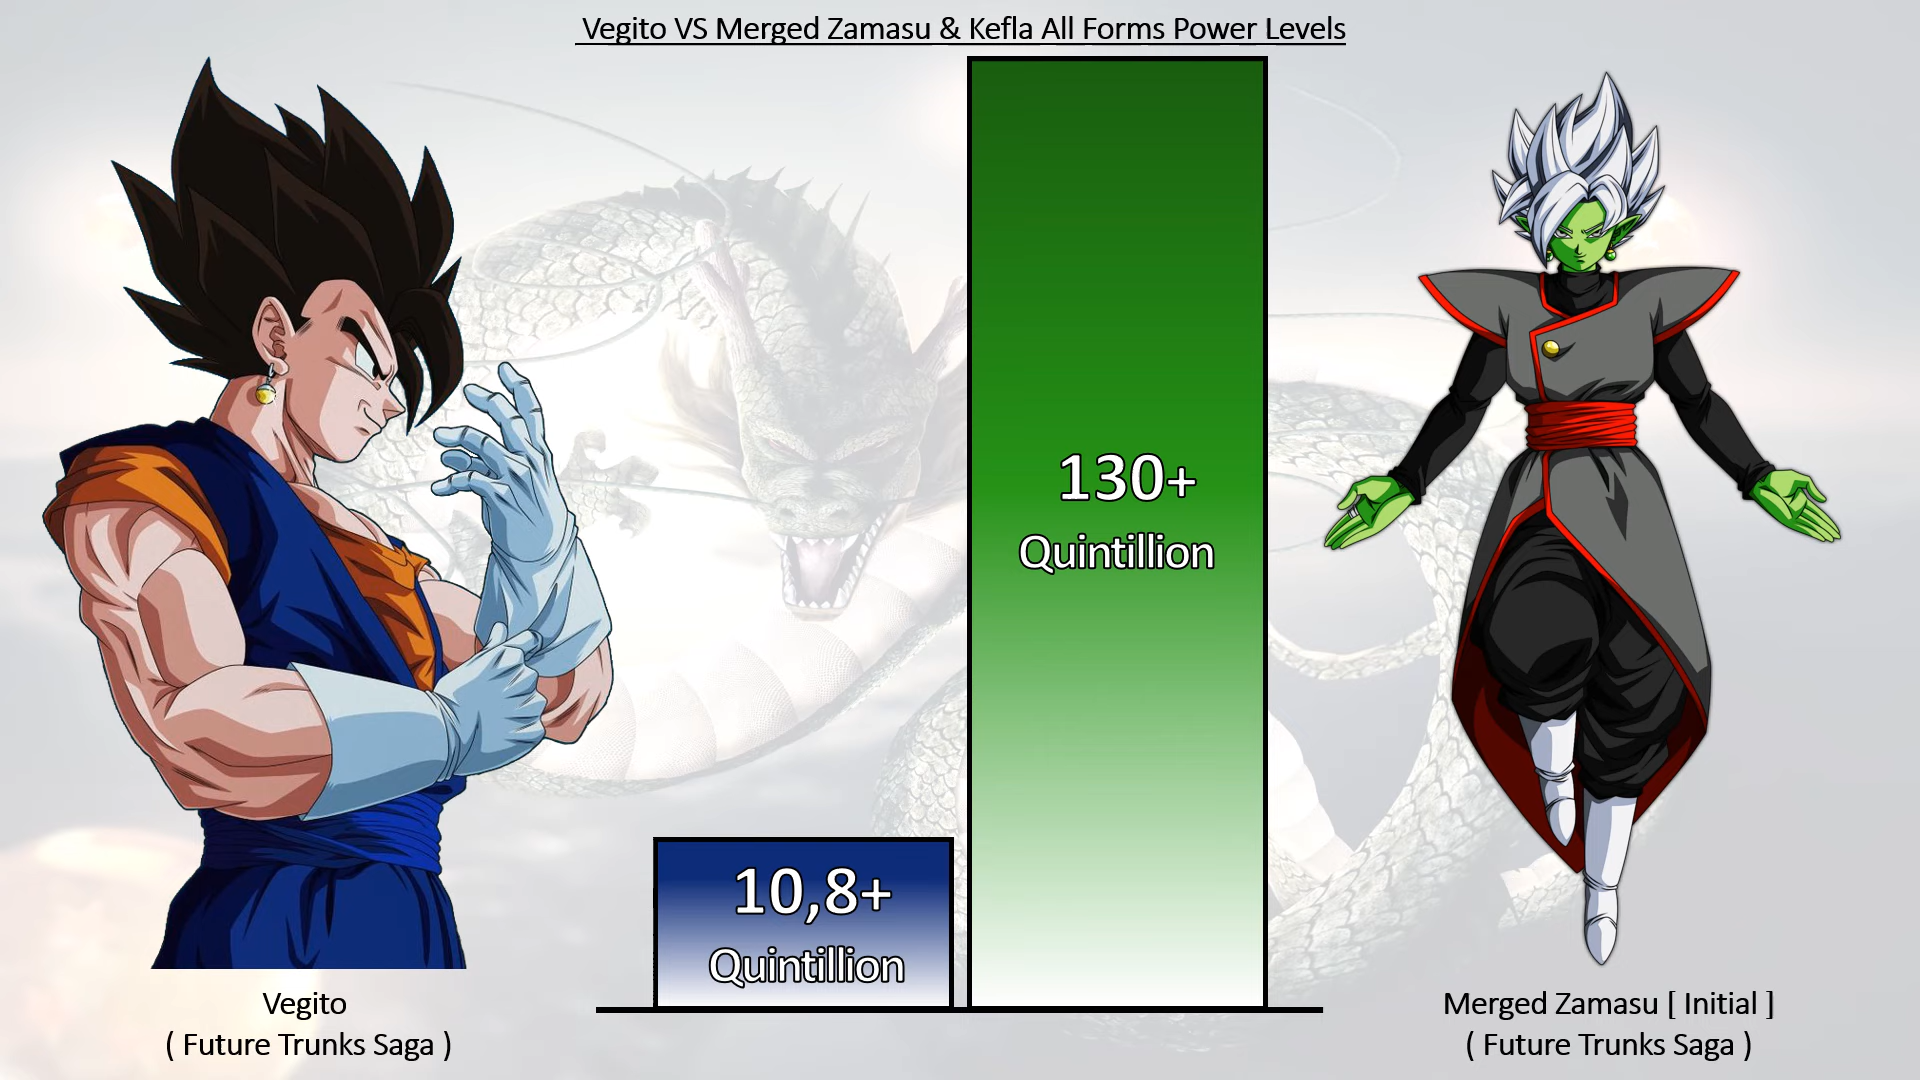 Vegito VS Merged Zamasu & Kefla All Forms Power Levels
130+
Quintillion
10,8+
Quintillion
Vegito
( Future Trunks Saga )
Merged Zamasu [ Initial ]
( Future Trunks Saga )